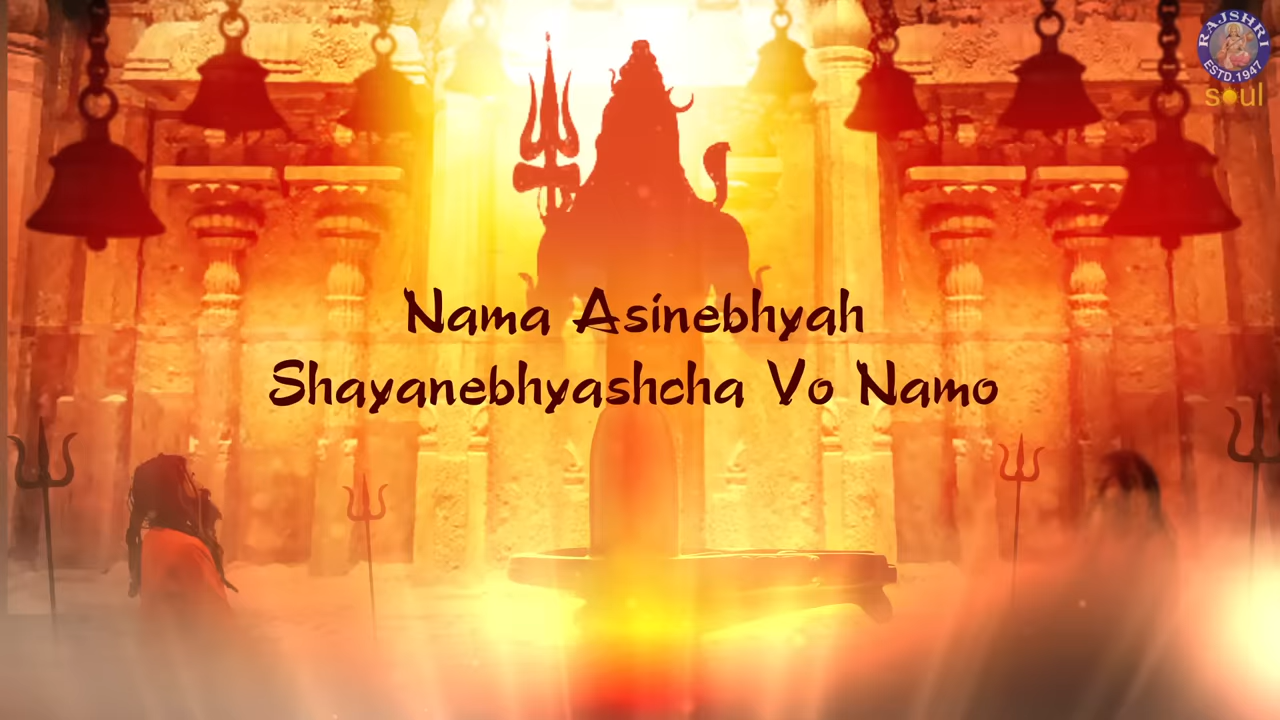 Nama Asinebhyah
Shayanebhyashcha Vo Namo
RAJSHRI
ESTD.1947
soul